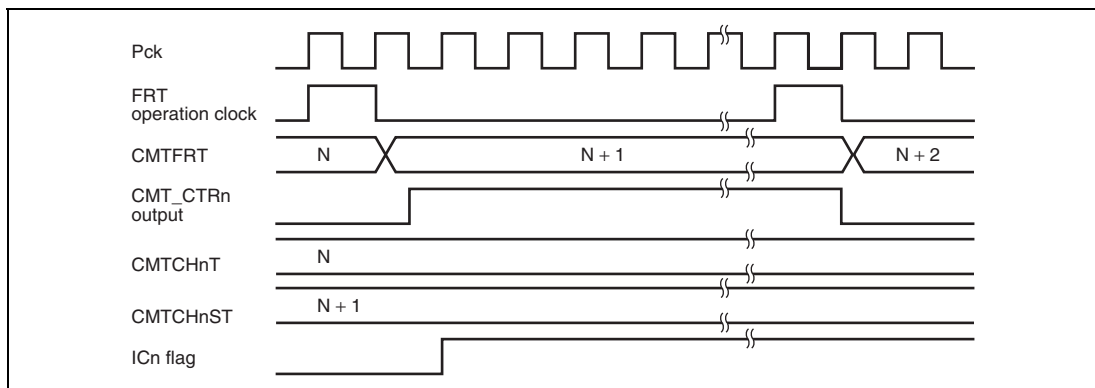 Pck
FRT
operation clock
CMTFRT
N
N + 1
N + 2
CMT_CTRn
output
CMTCHnT
N
CMTCHnST
N + 1
ICn flag